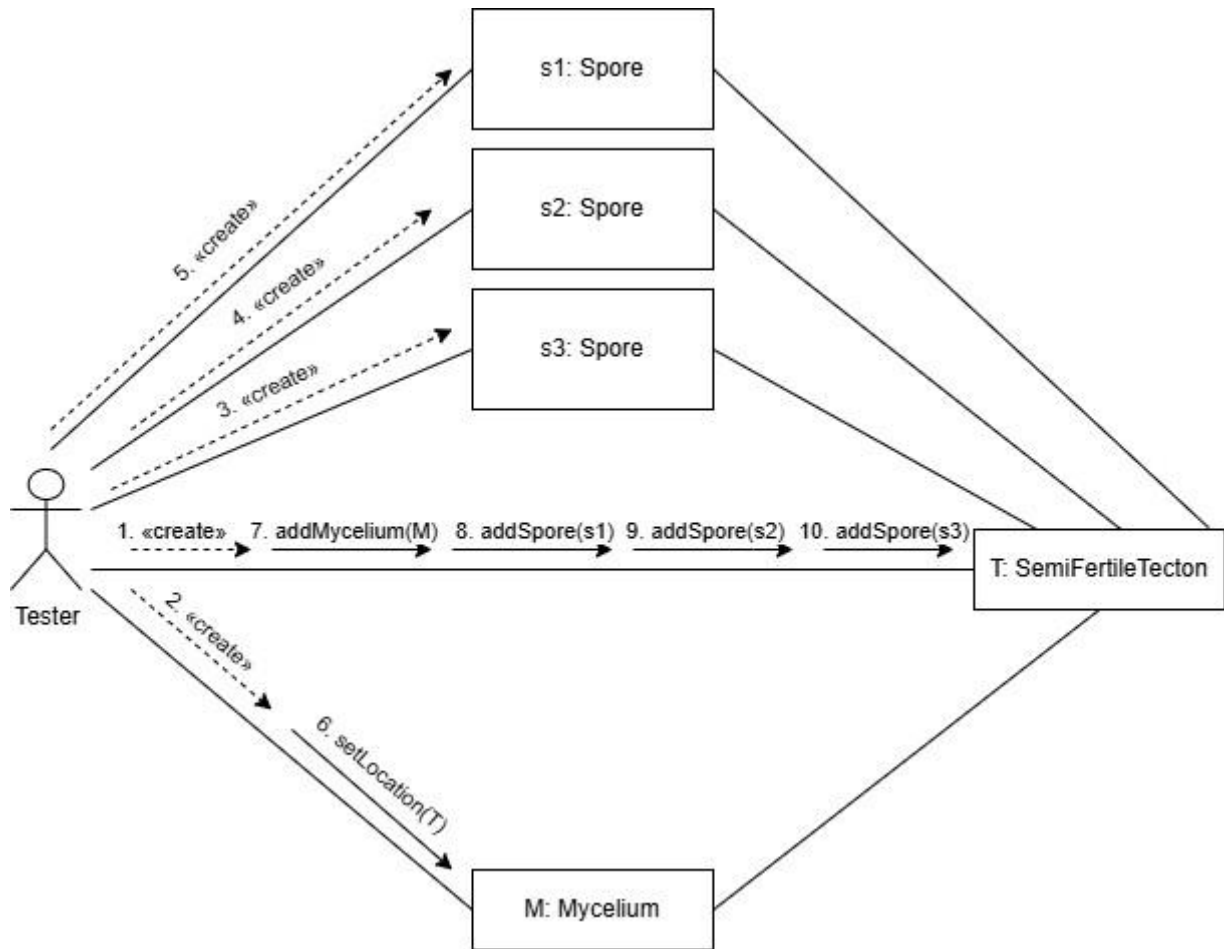 s1: Spore
s2: Spore
s3: Spore
5. «create»
4. «create»
3. «create»
1. «create»
7. addMycelium(M)
8. addSpore(s1)
9. addSpore(s2)
10. addSpore(s3)
T: SemiFertileTecton
Tester
2. «create»
6. setLocation(T)
M: Mycelium